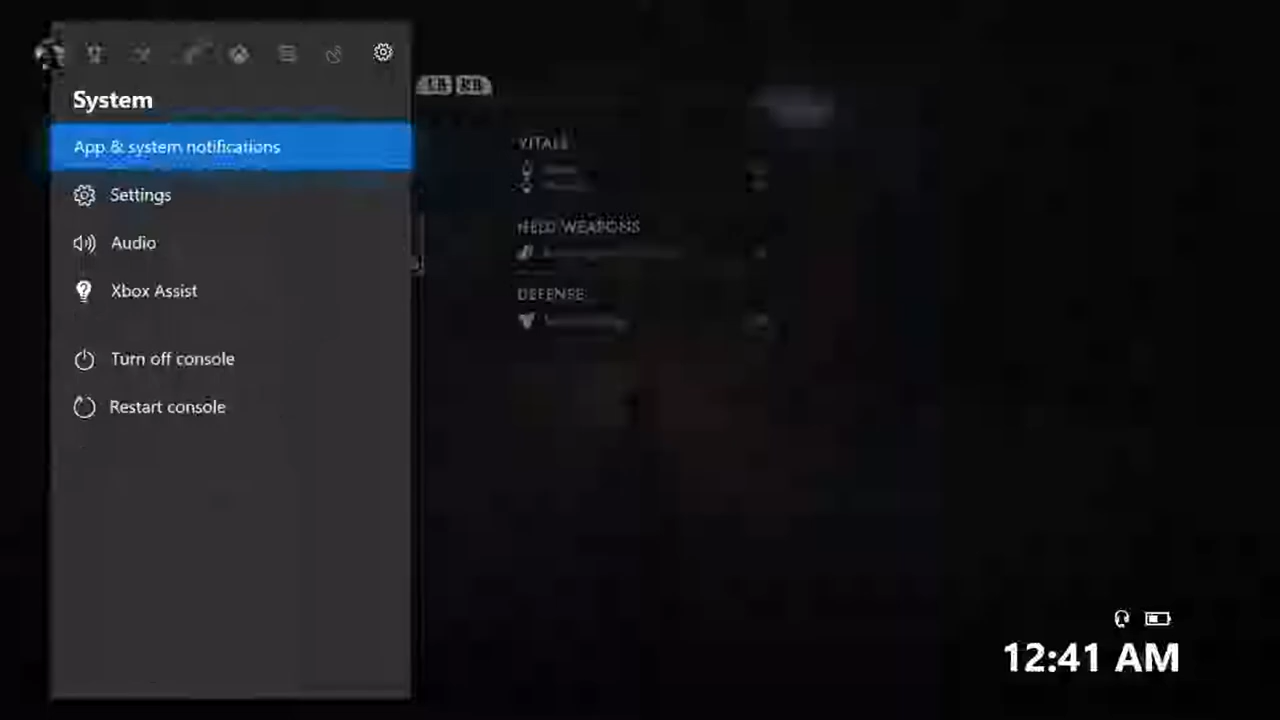 System
App & system notifications
Settings
Audio
Xbox Assist
Turn off console
Restart console
LB RB
VITALS
HELD WEAPONS
DEFENSE
12:41 AM